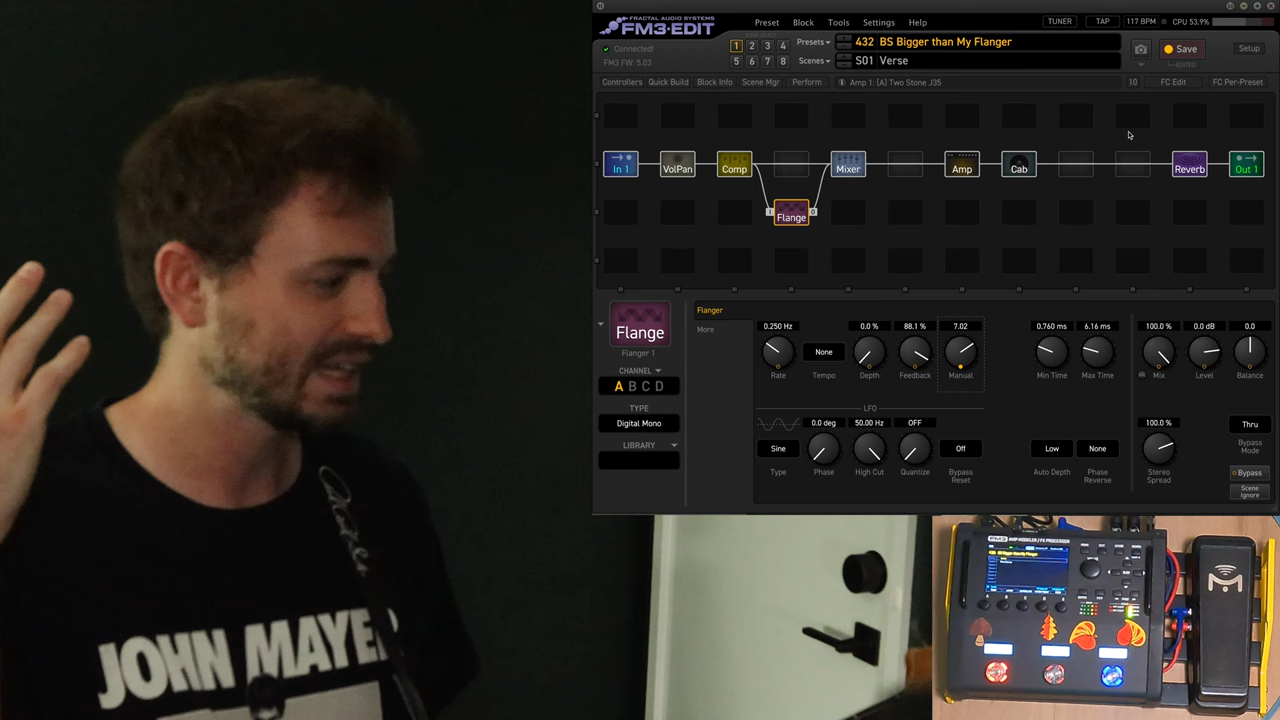 FRACTAL AUDIO SYSTEMS
FM3-EDIT
Preset Block Tools Settings Help
TUNER TAP 117 BPM CPU 53.9%
Connected!
FM3 FW: 5.03
1 2 3 4
5 6 7 8
Presets
432 BS Bigger than My Flanger
Scenes
S01 Verse
Save
EDITED
Setup
Controllers Quick Build Block Info Scene Mgr Perform
Amp 1: (A) Two Stone J35
10 FC Edit FC Per-Preset
In 1 VolPan Comp Mixer Amp Cab Reverb Out 1
I Flange O
Flange
Flanger 1
CHANNEL
A B C D
TYPE
Digital Mono
LIBRARY
Flanger
More
0.250 Hz 0.0 % 88.1 % 7.02 0.760 ms 6.16 ms 100.0 % 0.0 dB 0.0
None
Rate Tempo Depth Feedback Manual Min Time Max Time Mix Level Balance
LFO
0.0 deg 50.00 Hz OFF 100.0 % Thru
Sine Off Low None
Type Phase High Cut Quantize Bypass Reset Auto Depth Phase Reverse Stereo Spread
Bypass Mode
Bypass
Scene Ignore
JOHN MAYER
FM3 AMP MODELER / FX PROCESSOR